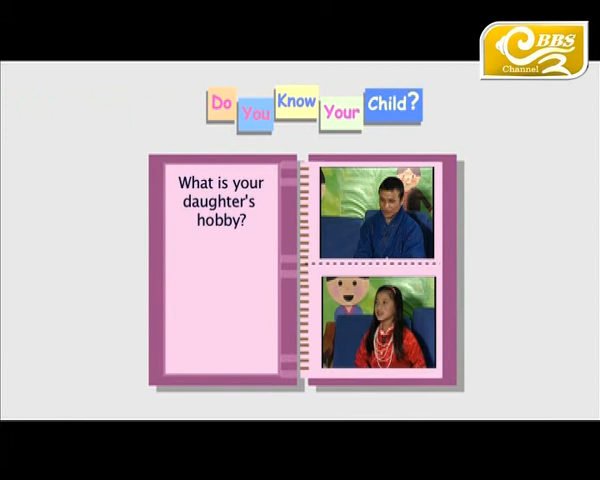 BBS
Channel 2
Do You Know Your Child?
What is your
daughter's
hobby?